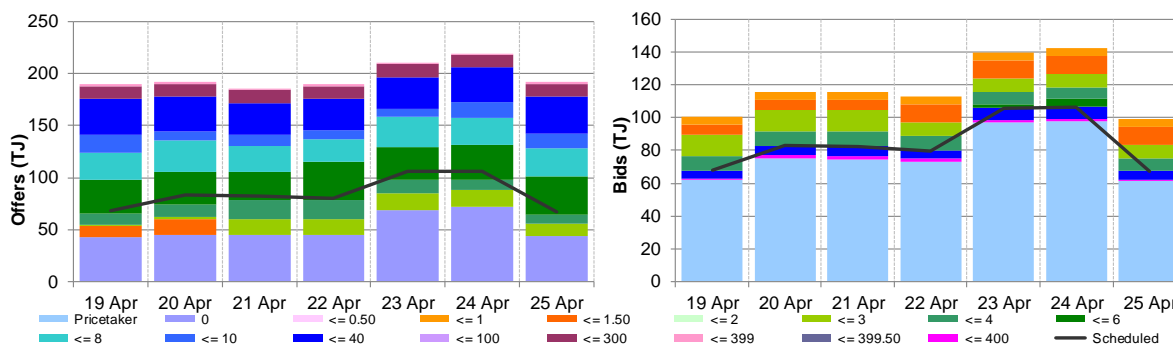 250
200
150
100
50
0
Offers (TJ)
19 Apr 20 Apr 21 Apr 22 Apr 23 Apr 24 Apr 25 Apr
160
140
120
100
80
60
40
20
0
Bids (TJ)
19 Apr 20 Apr 21 Apr 22 Apr 23 Apr 24 Apr 25 Apr
Pricetaker 0 <= 0.50 <= 1 <= 1.50 <= 2 <= 3 <= 4 <= 6
<= 8 <= 10 <= 40 <= 100 <= 300 <= 399 <= 399.50 <= 400 Scheduled